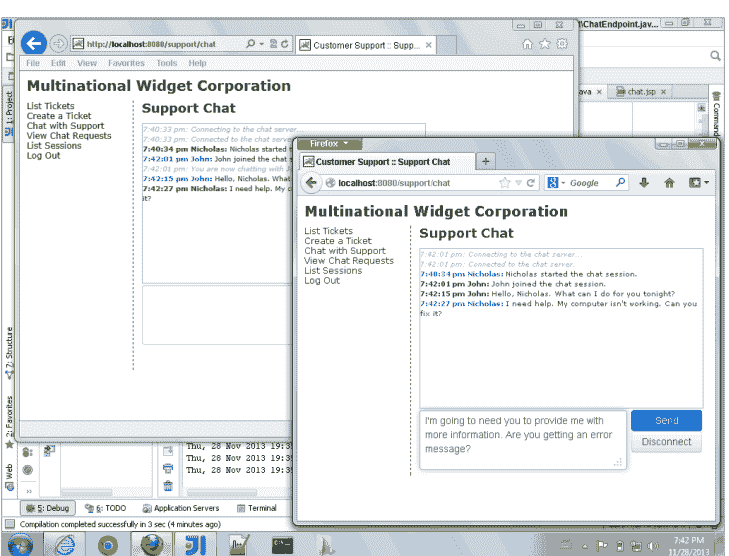 \ChatEndpoint.java...
http://localhost:8080/support/chat
Customer Support :: Supp...
File Edit View Favorites Tools Help
Multinational Widget Corporation
List Tickets
Create a Ticket
Chat with Support
View Chat Requests
List Sessions
Log Out
Support Chat
7:40:33 pm: Connecting to the chat server...
7:40:33 pm: Connected to the chat server.
7:40:34 pm Nicholas: Nicholas started t
7:42:01 pm John: John joined the chat s
7:42:01 pm: You are now chatting with J
7:42:15 pm John: Hello, Nicholas. What
7:42:27 pm Nicholas: I need help. My c
it?
ava
chat.jsp
1: Project
Command
Firefox
Customer Support :: Support Chat
localhost:8080/support/chat
Google
Multinational Widget Corporation
List Tickets
Create a Ticket
Chat with Support
View Chat Requests
List Sessions
Log Out
Support Chat
7:42:01 pm: Connecting to the chat server...
7:42:01 pm: Connected to the chat server.
7:40:34 pm Nicholas: Nicholas started the chat session.
7:42:01 pm John: John joined the chat session.
7:42:15 pm John: Hello, Nicholas. What can I do for you tonight?
7:42:27 pm Nicholas: I need help. My computer isn't working. Can you
fix it?
I'm going to need you to provide me with
more information. Are you getting an error
message?
Send
Disconnect
7: Structure
2: Favorites
Web
Thu, 28 Nov 2013 19:3
Thu, 28 Nov 2013 19:3
Thu, 28 Nov 2013 19:3
5: Debug
6: TODO
Application Servers
Terminal
Compilation completed successfully in 3 sec (4 minutes ago)
7:42 PM
11/28/2013